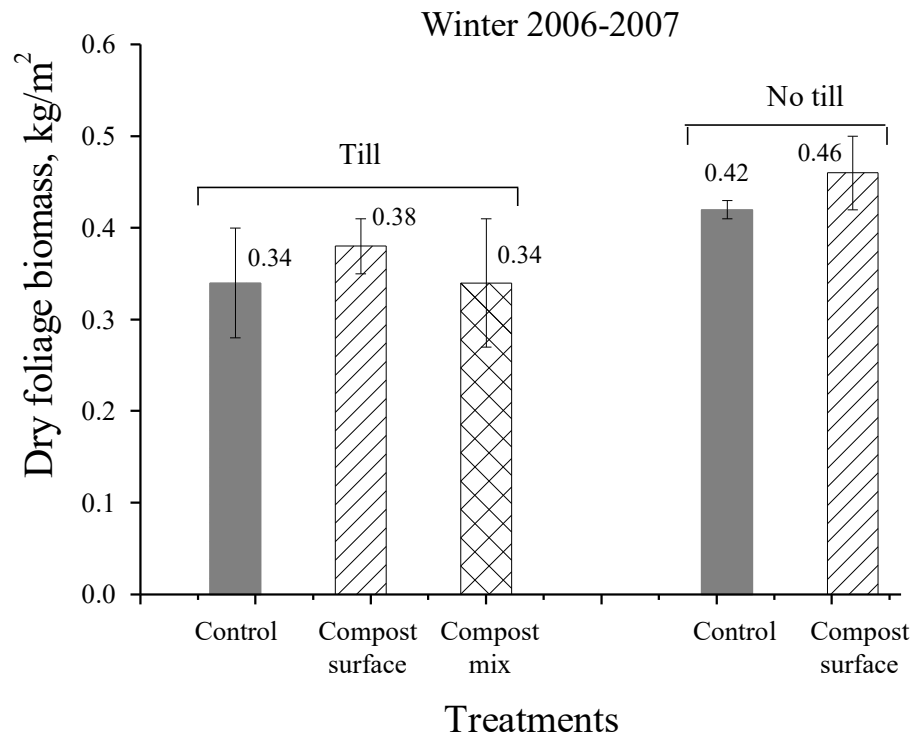 Winter 2006-2007
Dry foliage biomass, kg/m²
0.6
0.5
0.4
0.3
0.2
0.1
0.0
Till
No till
0.34
0.38
0.34
0.42
0.46
Control
Compost
surface
Compost
mix
Control
Compost
surface
Treatments